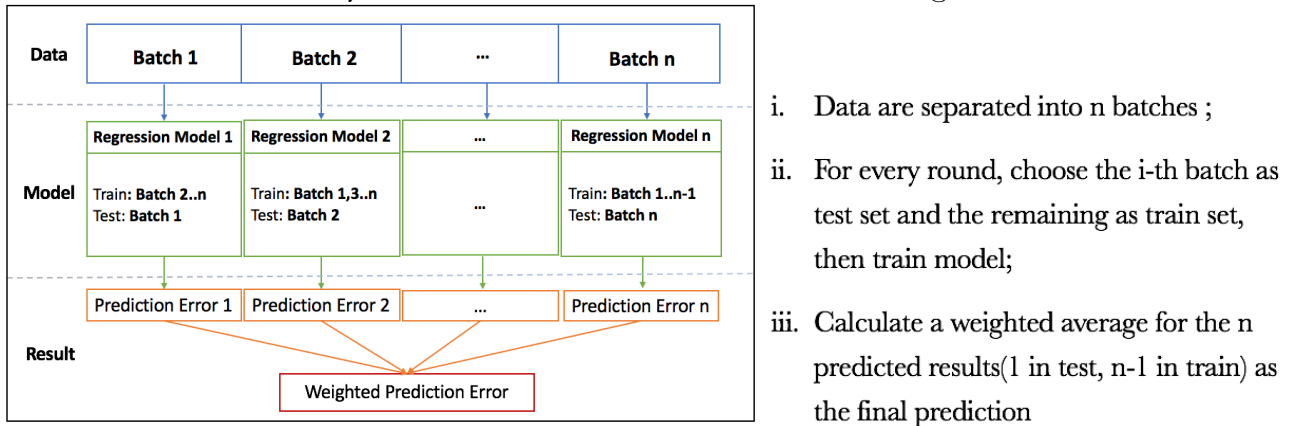 Data
Batch 1
Batch 2
...
Batch n
Model
Regression Model 1
Train: Batch 2..n
Test: Batch 1
Regression Model 2
Train: Batch 1,3..n
Test: Batch 2
...
...
Regression Model n
Train: Batch 1..n-1
Test: Batch n
Result
Prediction Error 1
Prediction Error 2
...
Prediction Error n
Weighted Prediction Error
i. Data are separated into n batches ;
ii. For every round, choose the i-th batch as
test set and the remaining as train set,
then train model;
iii. Calculate a weighted average for the n
predicted results(1 in test, n-1 in train) as
the final prediction